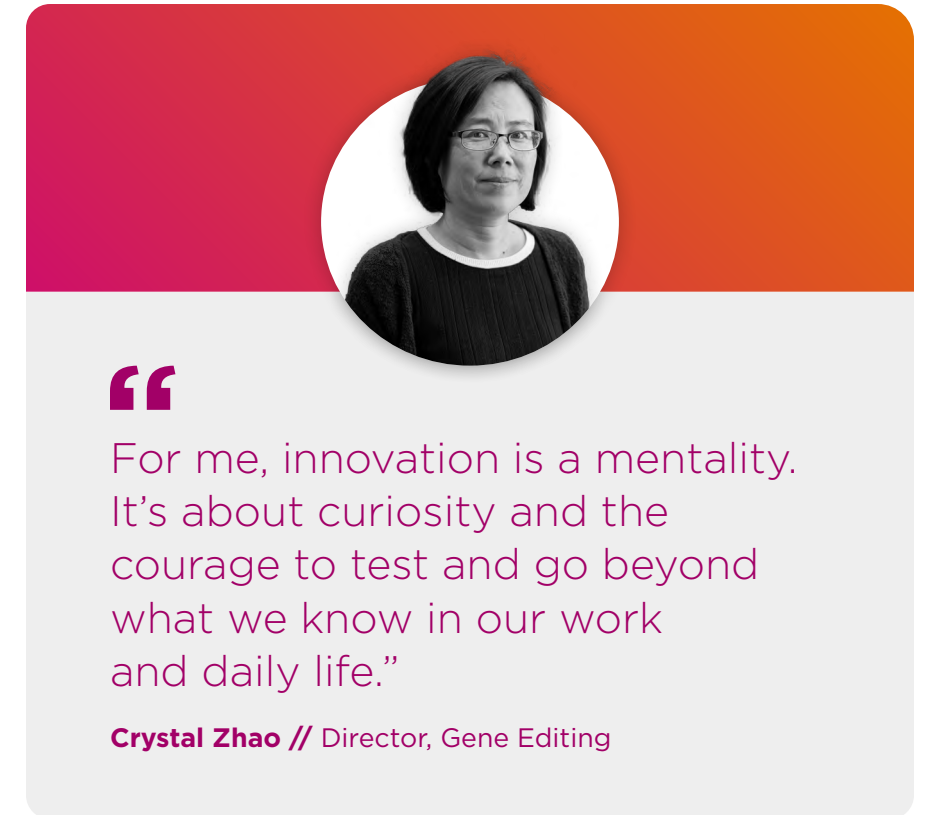 “
For me, innovation is a mentality.
It’s about curiosity and the
courage to test and go beyond
what we know in our work
and daily life.”
Crystal Zhao // Director, Gene Editing